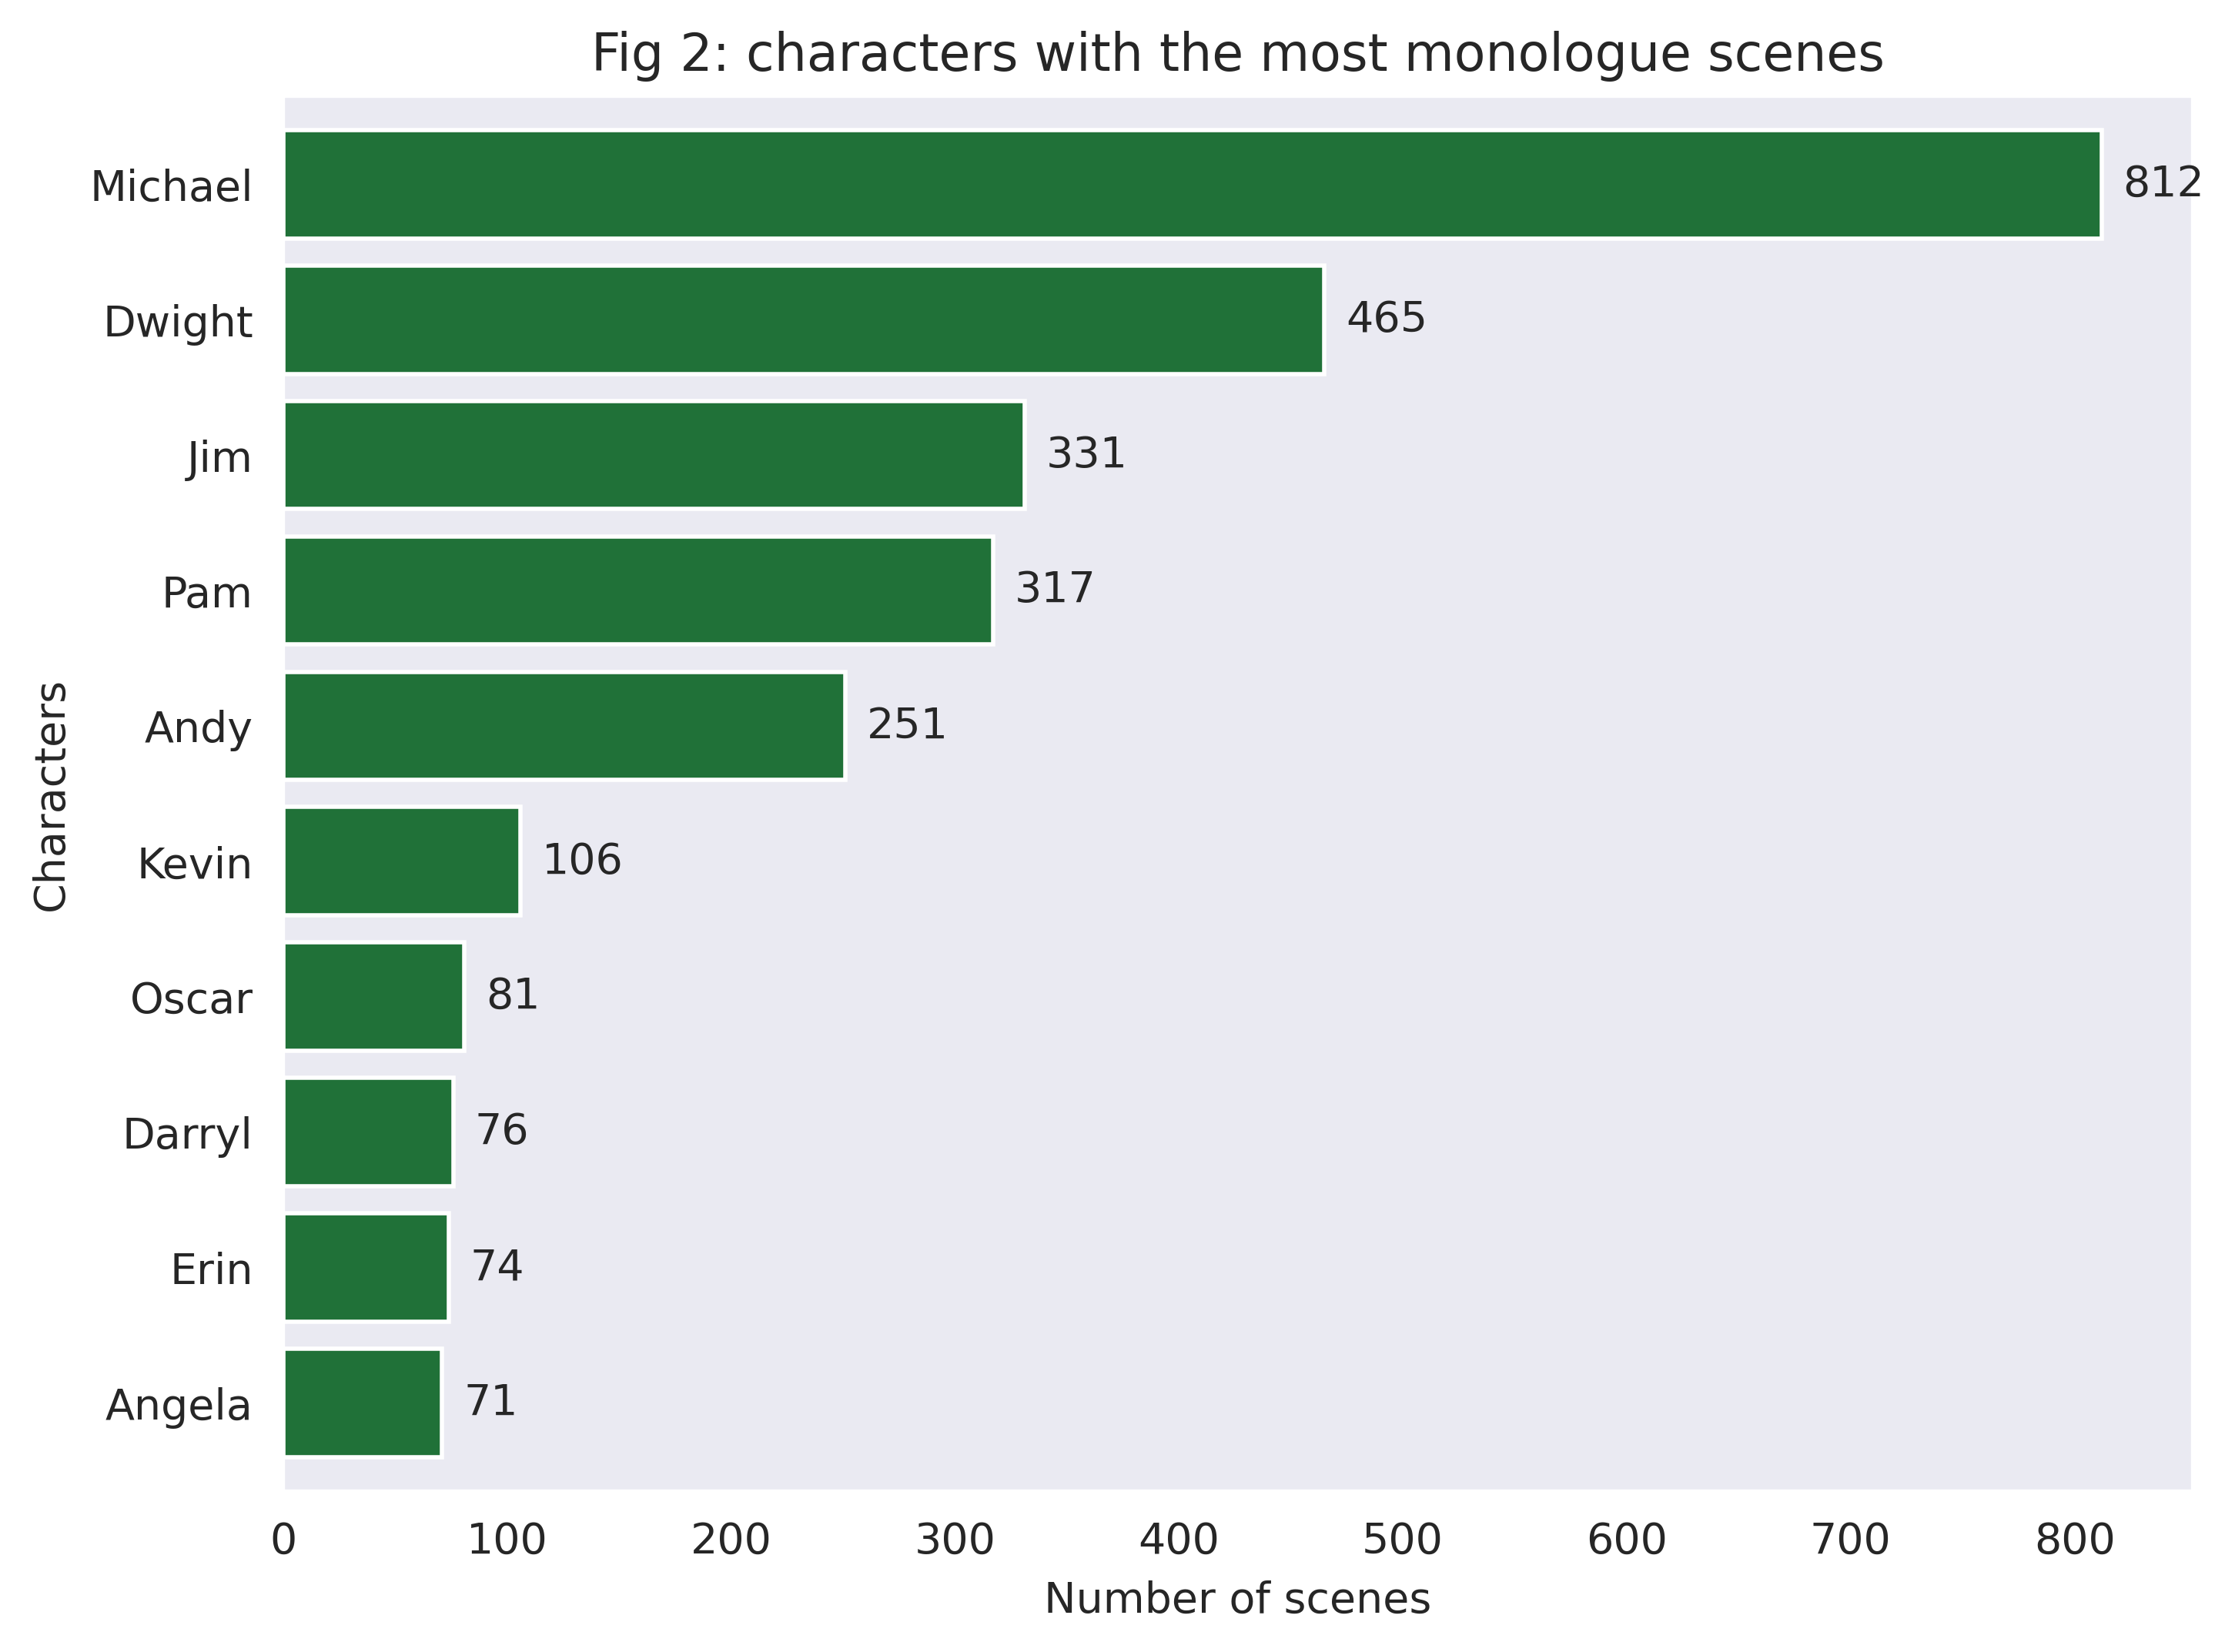 Fig 2: characters with the most monologue scenes
Characters
Michael 812
Dwight 465
Jim 331
Pam 317
Andy 251
Kevin 106
Oscar 81
Darryl 76
Erin 74
Angela 71
0 100 200 300 400 500 600 700 800
Number of scenes